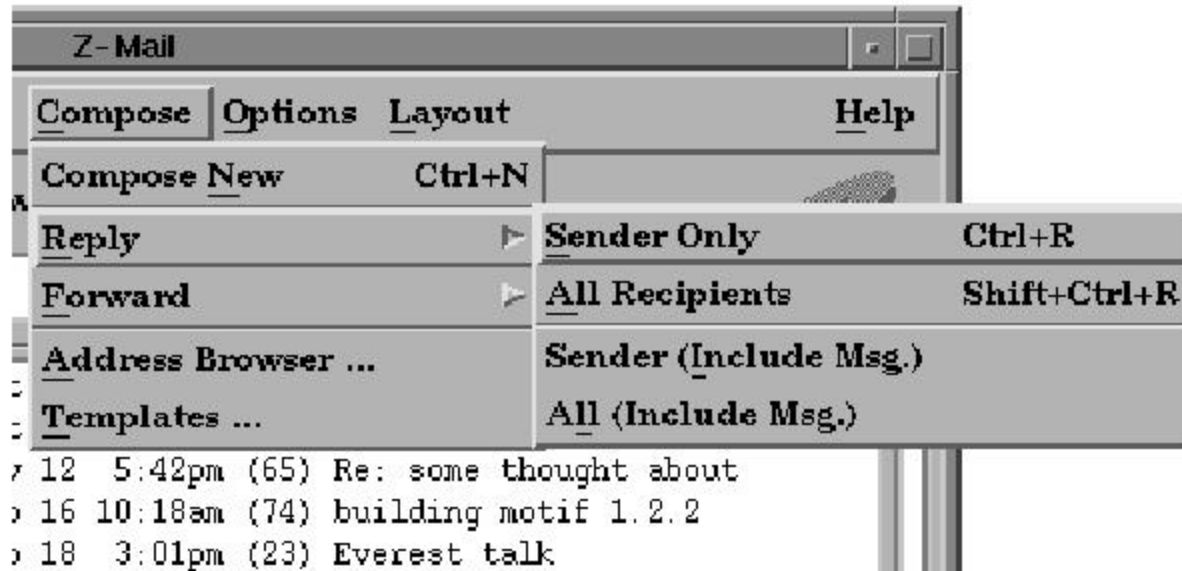 Z-Mail
Compose Options Layout Help
Compose New Ctrl+N
Reply
Sender Only Ctrl+R
Forward
All Recipients Shift+Ctrl+R
Address Browser ...
Sender (Include Msg.)
Templates ...
All (Include Msg.)
12 5:42pm (65) Re: some thought about
16 10:18am (74) building motif 1.2.2
18 3:01pm (23) Everest talk